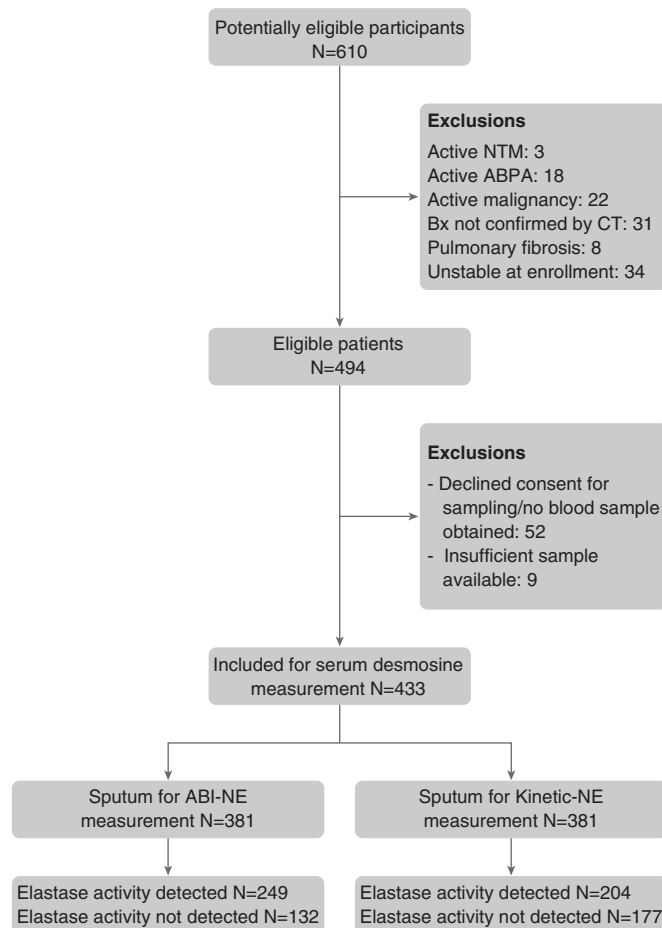 Potentially eligible participants
N=610
Exclusions
Active NTM: 3
Active ABPA: 18
Active malignancy: 22
Bx not confirmed by CT: 31
Pulmonary fibrosis: 8
Unstable at enrollment: 34
Eligible patients
N=494
Exclusions
- Declined consent for
sampling/no blood sample
obtained: 52
- Insufficient sample
available: 9
Included for serum desmosine
measurement N=433
Sputum for ABI-NE
measurement N=381
Sputum for Kinetic-NE
measurement N=381
Elastase activity detected N=249
Elastase activity not detected N=132
Elastase activity detected N=204
Elastase activity not detected N=177